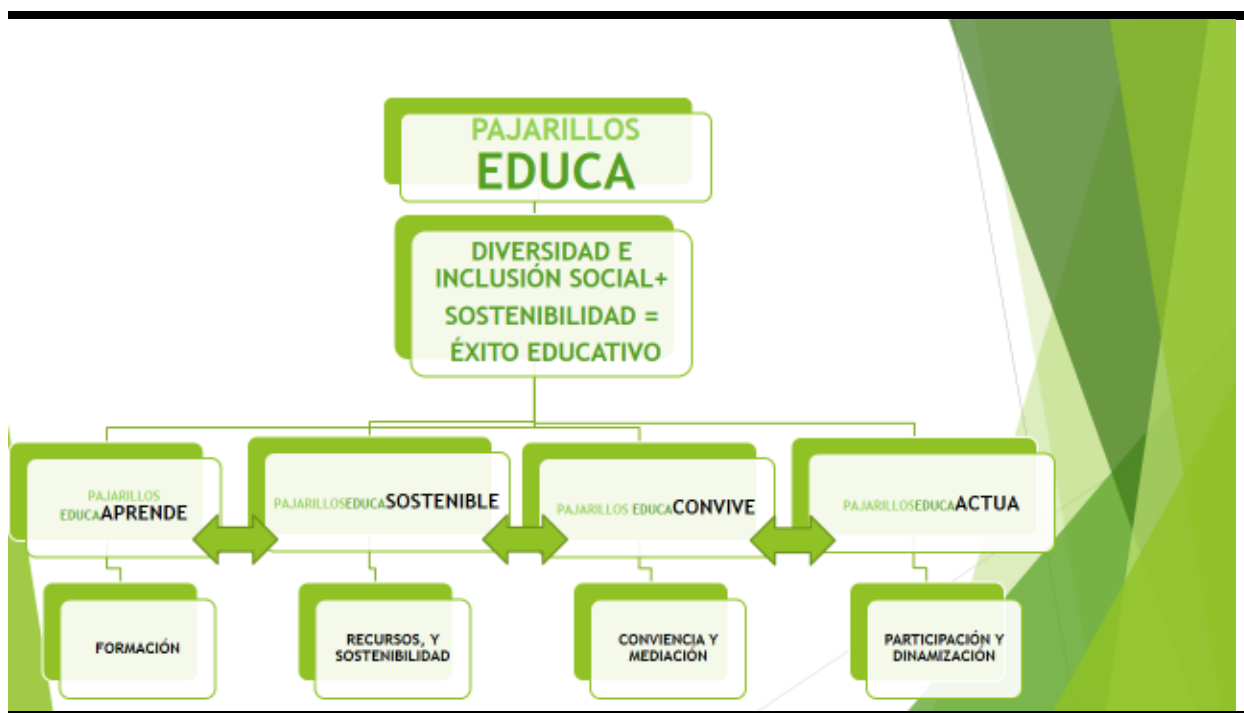 PAJARILLOS
EDUCA
DIVERSIDAD E
INCLUSIÓN SOCIAL+
SOSTENIBILIDAD =
ÉXITO EDUCATIVO
PAJARILLOS
EDUCAAPRENDE
PAJARILLOSEDUCASOSTENIBLE
PAJARILLOS EDUCACONVIVE
PAJARILLOSEDUCAACTUA
FORMACIÓN
RECURSOS, Y
SOSTENIBILIDAD
CONVIENCIA Y
MEDIACIÓN
PARTICIPACIÓN Y
DINAMIZACIÓN